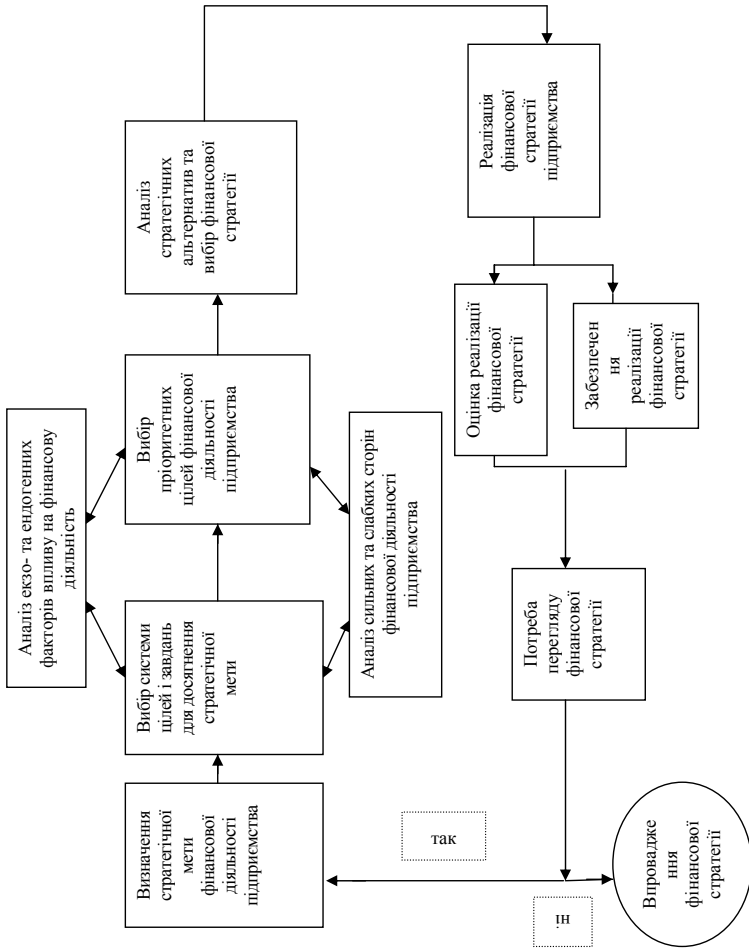 Аналіз екзо- та ендогенних
факторів впливу на фінансову
діяльність
Визначення
стратегічної
мети
фінансової
діяльності
підприємства
Вибір системи
цілей і завдань
для досягнення
стратегічної
мети
Вибір
пріоритетних
цілей фінансової
діяльності
підприємства
Аналіз
стратегічних
альтернатив та
вибір фінансової
стратегії
Аналіз сильних та слабких сторін
фінансової діяльності
підприємства
так
ні
Впровадже
ння
фінансової
стратегії
Потреба
перегляду
фінансової
стратегії
Оцінка реалізації
фінансової
стратегії
Забезпечен
ня
реалізації
фінансової
стратегії
Реалізація
фінансової
стратегії
підприємства